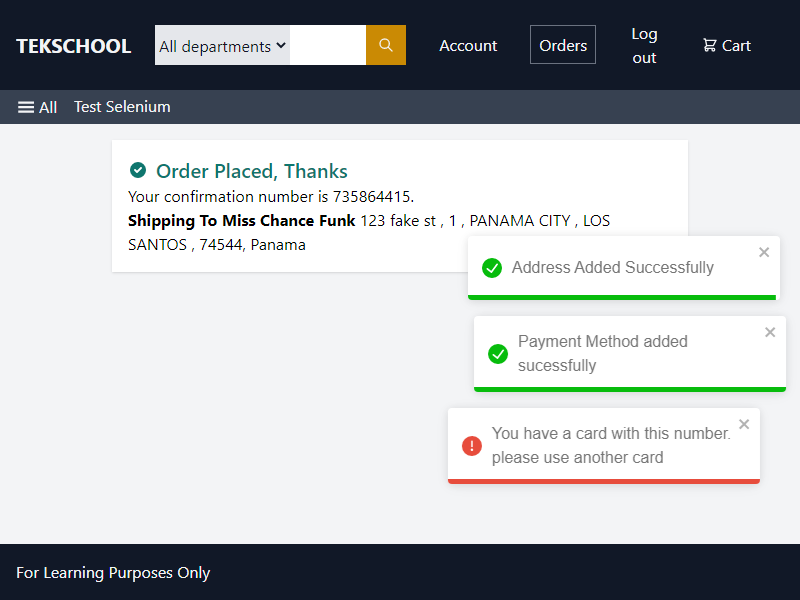 TEKSCHOOL
All departments
Account
Orders
Log
out
Cart
All
Test Selenium
Order Placed, Thanks
Your confirmation number is 735864415.
Shipping To Miss Chance Funk 123 fake st , 1 , PANAMA CITY , LOS
SANTOS , 74544, Panama
Address Added Successfully
Payment Method added
sucessfully
You have a card with this number.
please use another card
For Learning Purposes Only